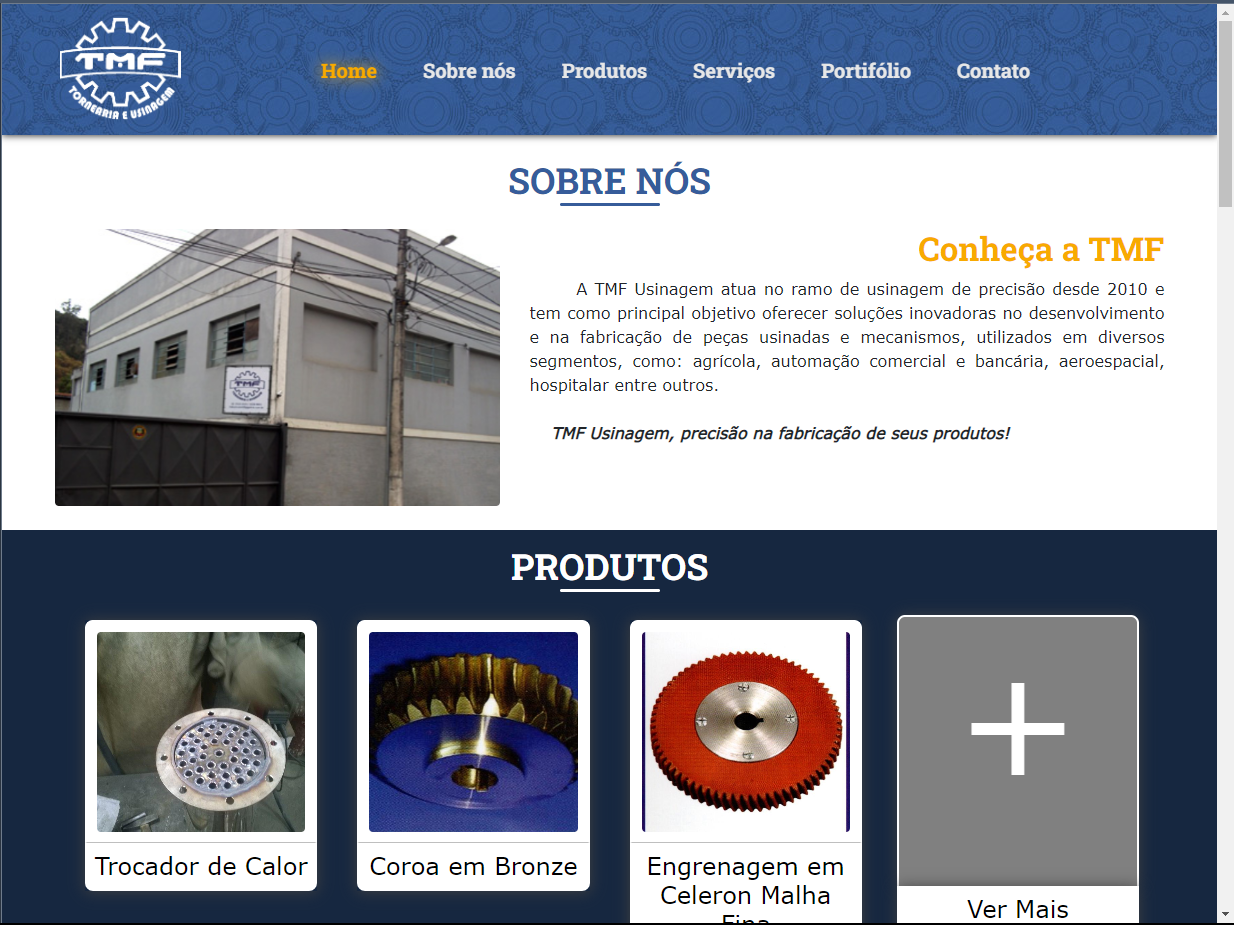 TMF
TORNEARIA E USINAGEM
Home Sobre nós Produtos Serviços Portifólio Contato
SOBRE NÓS
Conheça a TMF
A TMF Usinagem atua no ramo de usinagem de precisão desde 2010 e
tem como principal objetivo oferecer soluções inovadoras no desenvolvimento
e na fabricação de peças usinadas e mecanismos, utilizados em diversos
segmentos, como: agrícola, automação comercial e bancária, aeroespacial,
hospitalar entre outros.
TMF Usinagem, precisão na fabricação de seus produtos!
TMF
PRODUTOS
Trocador de Calor
Coroa em Bronze
Engrenagem em
Celeron Malha
Fina
Ver Mais